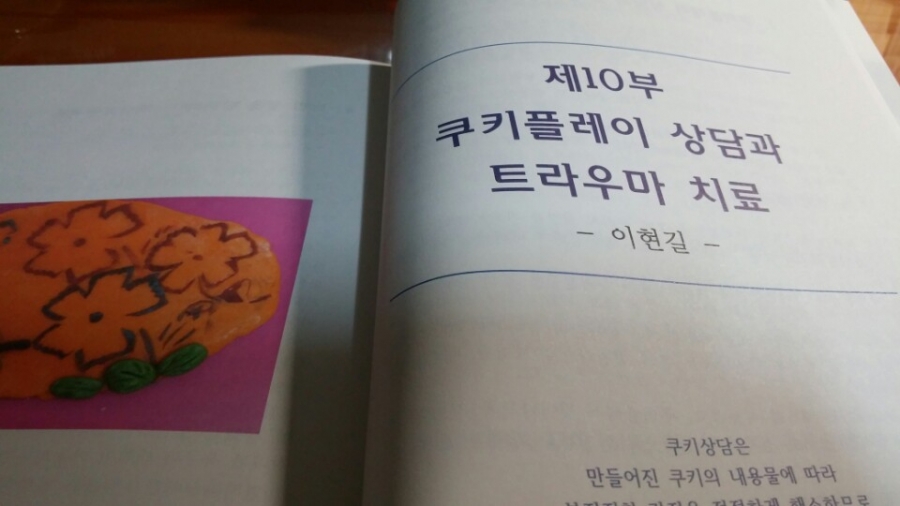 제10부
쿠키플레이 상담과
트라우마 치료
- 이현길 -
쿠키상담은
만들어진 쿠키의 내용물에 따라